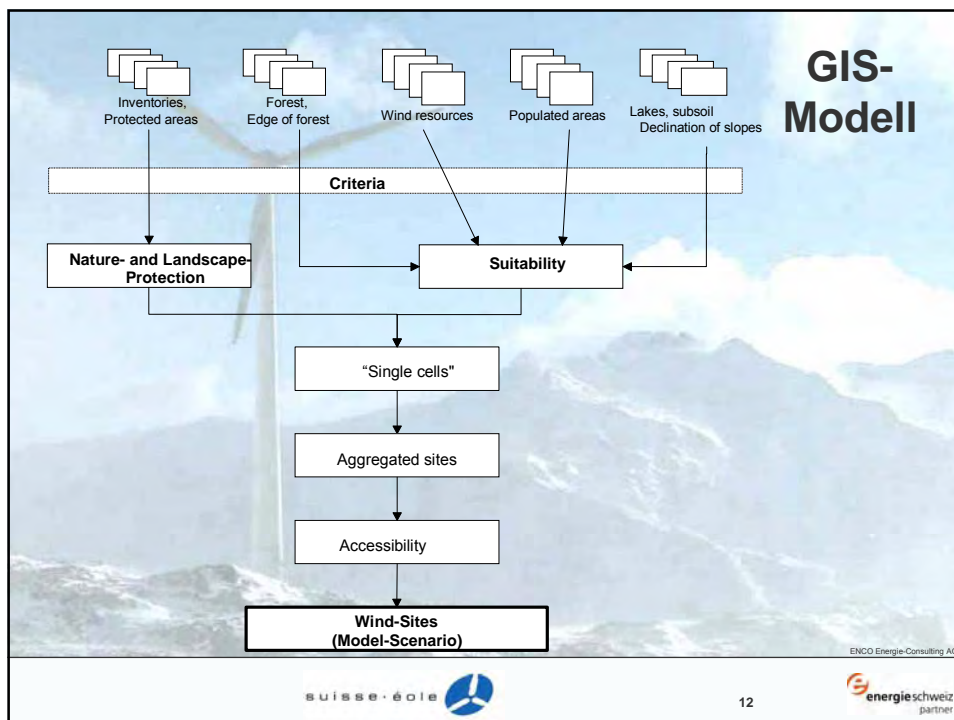 GIS-
Modell
Inventories,
Protected areas
Forest,
Edge of forest
Wind resources
Populated areas
Lakes, subsoil
Declination of slopes
Criteria
Nature- and Landscape-
Protection
Suitability
“Single cells"
Aggregated sites
Accessibility
Wind-Sites
(Model-Scenario)
ENCO Energie-Consulting AG
suisse·éole
12
energieschweiz
partner